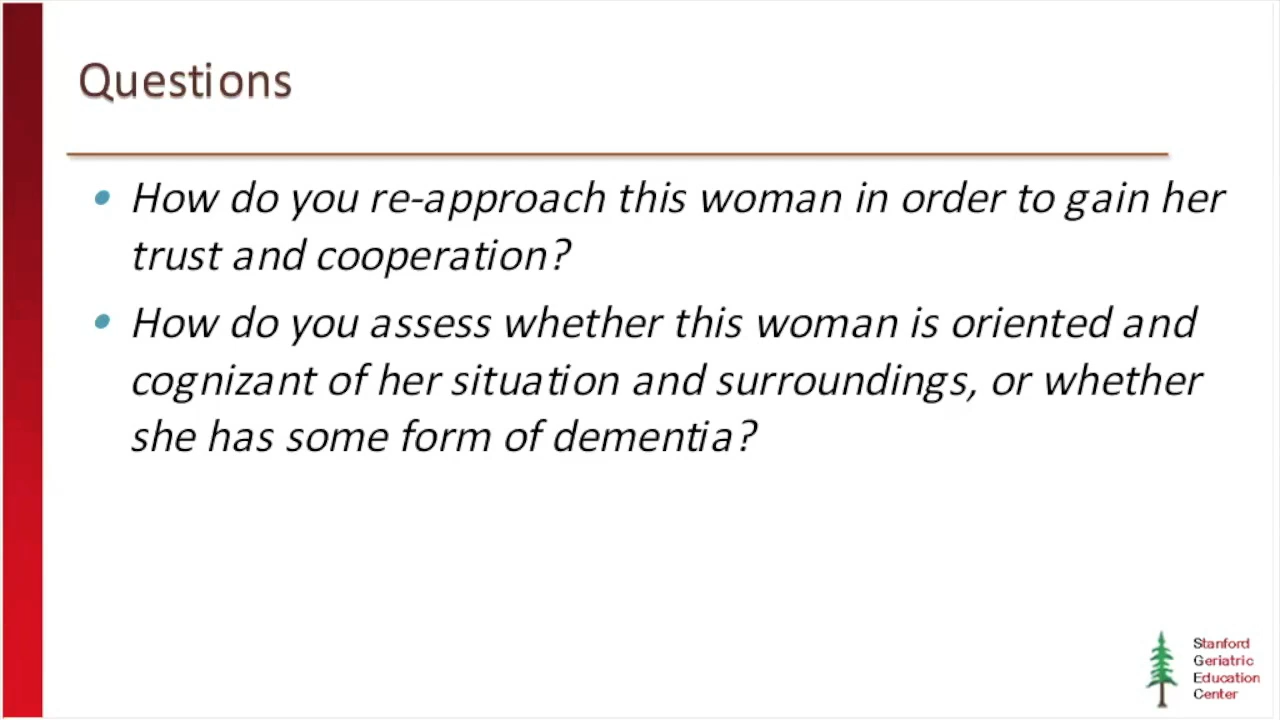 Questions
• How do you re-approach this woman in order to gain her
trust and cooperation?
• How do you assess whether this woman is oriented and
cognizant of her situation and surroundings, or whether
she has some form of dementia?
Stanford
Geriatric
Education
Center